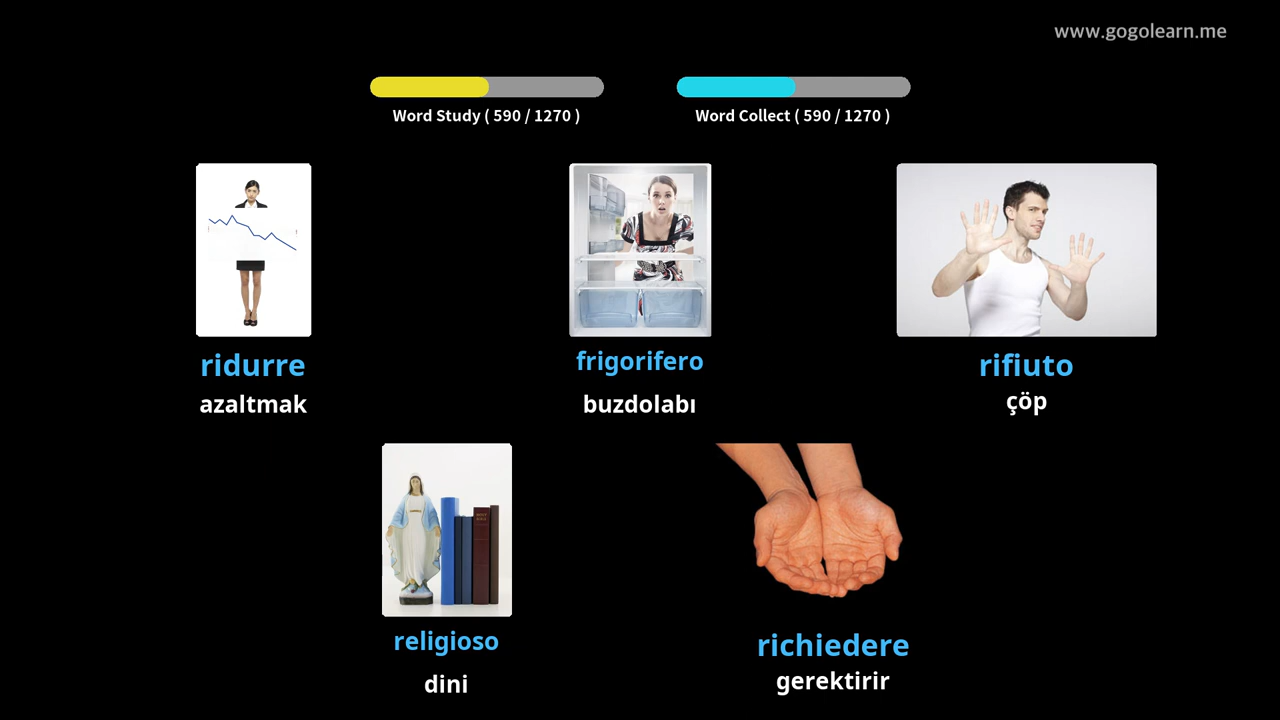 www.gogolearn.me
Word Study ( 590 / 1270 )
Word Collect ( 590 / 1270 )
ridurre
azaltmak
frigorifero
buzdolabı
rifiuto
çöp
religioso
dini
richiedere
gerektirir